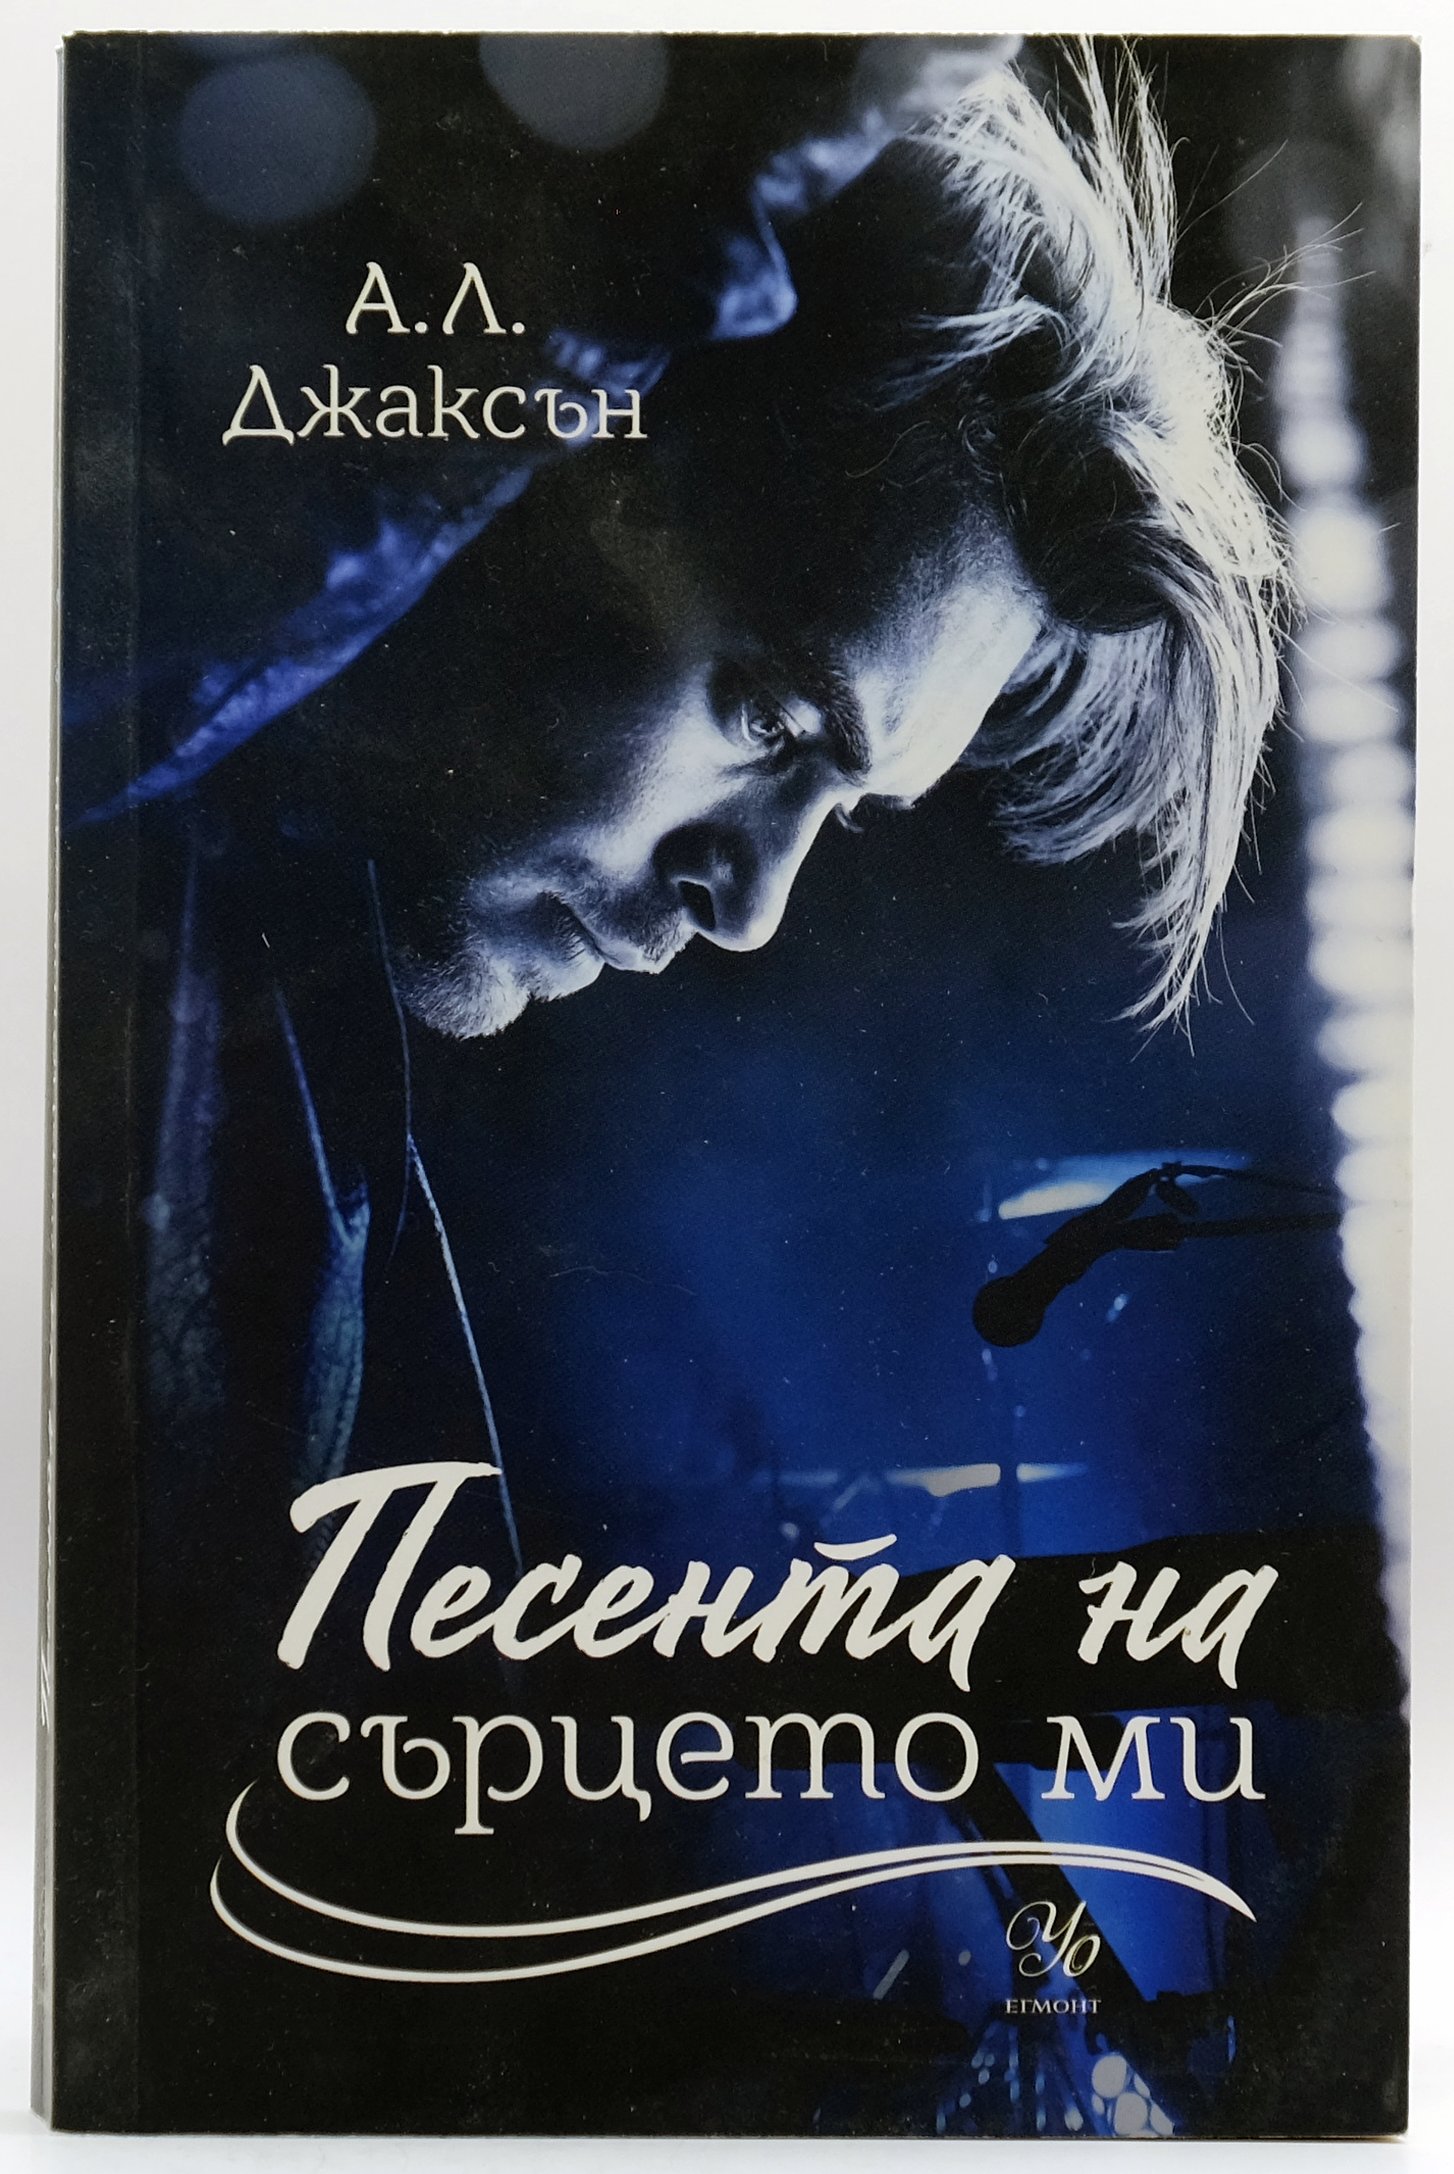 А. Л.
Джаксън
Песента на
сърцето ми
Уо
ЕГМОНТ